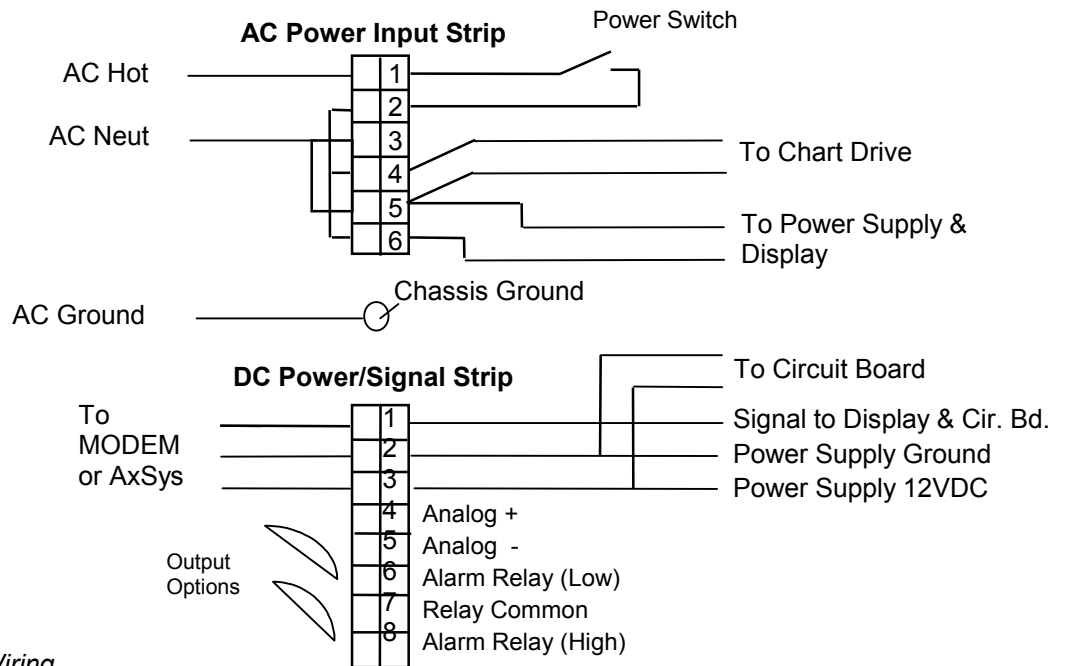 Power Switch
AC Power Input Strip
AC Hot
1
2
AC Neut
3
To Chart Drive
4
5
To Power Supply &
6
Display
Chassis Ground
AC Ground
DC Power/Signal Strip
To Circuit Board
To
MODEM
or AxSys
1
Signal to Display & Cir. Bd.
2
Power Supply Ground
3
Power Supply 12VDC
4
Analog +
5
Analog -
Output
Options
6
Alarm Relay (Low)
7
Relay Common
8
Alarm Relay (High)